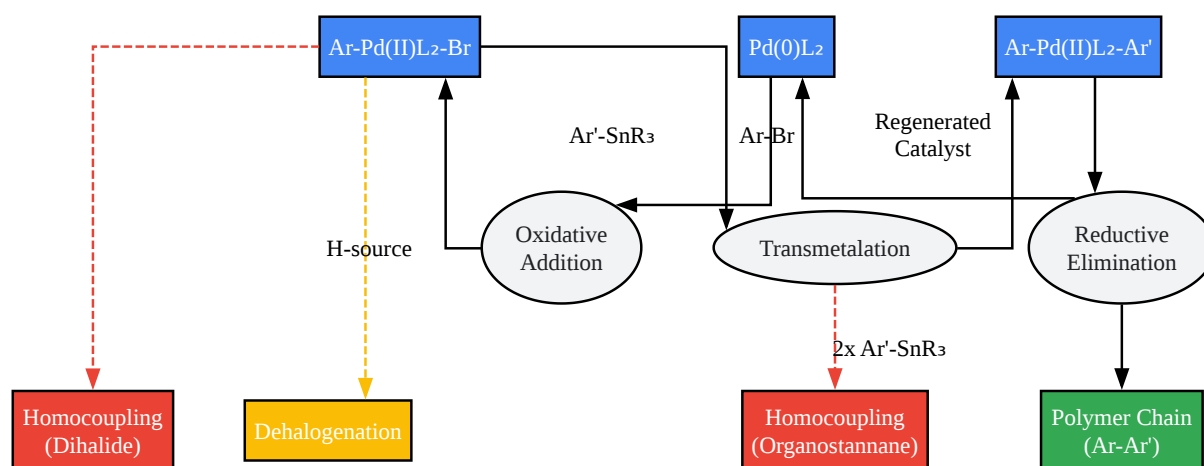 Ar-Pd(II)L₂-Br
Pd(0)L₂
Ar-Pd(II)L₂-Ar'
Ar'-SnR₃
Ar-Br
Regenerated
Catalyst
Oxidative
Addition
Transmetalation
Reductive
Elimination
H-source
2x Ar'-SnR₃
Homocoupling
(Dihalide)
Dehalogenation
Homocoupling
(Organostannane)
Polymer Chain
(Ar-Ar')